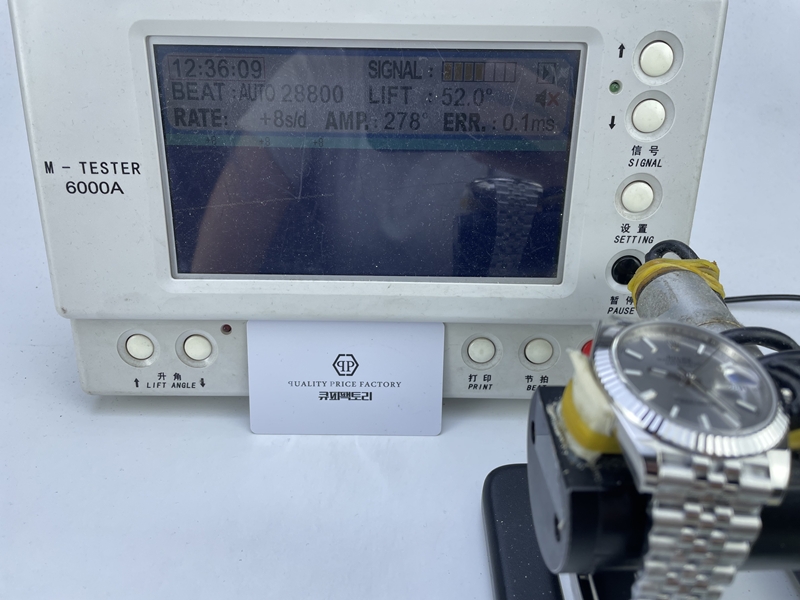 12:36:09 SIGNAL :
BEAT :AUTO 28800 LIFT : 52.0°
RATE: +8s/d AMP.: 278° ERR. : 0.1ms
M - TESTER
6000A
信号
SIGNAL
设置
SETTING
暂停
PAUSE
升角
LIFT ANGLE
打印
PRINT
节拍
QP
QUALITY PRICE FACTORY
큐피팩토리